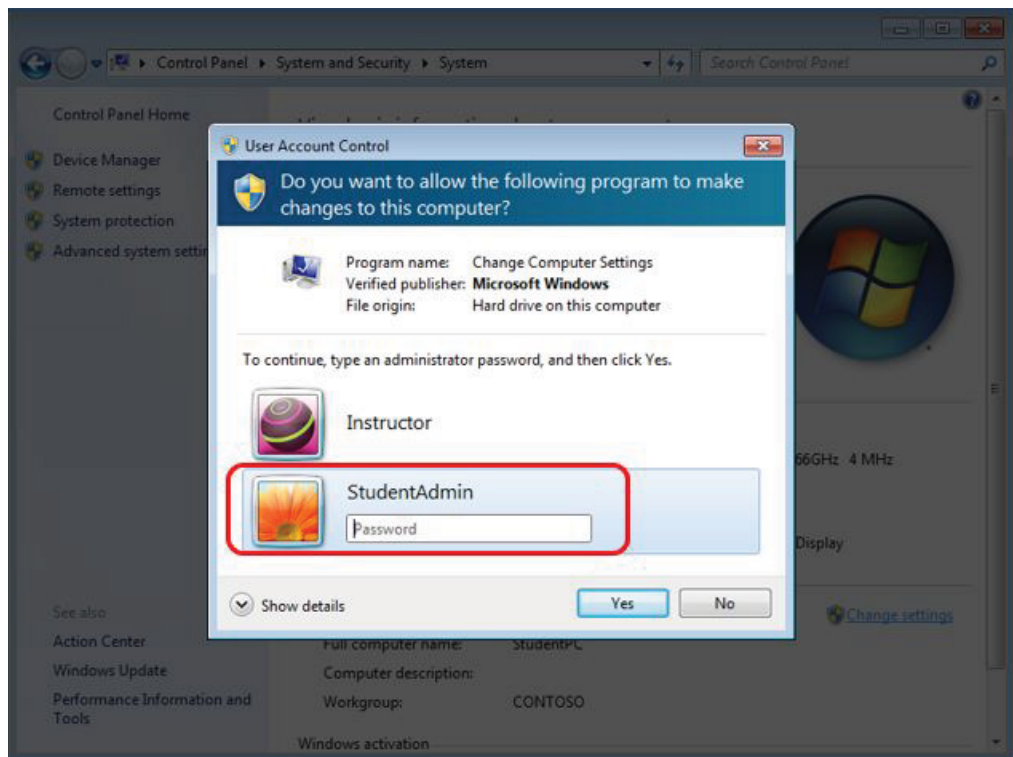 Control Panel ▸ System and Security ▸ System
Search Control Panel
Control Panel Home
Device Manager
Remote settings
System protection
Advanced system settin
User Account Control
Do you want to allow the following program to make
changes to this computer?
Program name: Change Computer Settings
Verified publisher: Microsoft Windows
File origin: Hard drive on this computer
To continue, type an administrator password, and then click Yes.
Instructor
StudentAdmin
Password
66GHz 4 MHz
Display
Show details
Yes
No
See also
Action Center
Windows Update
Performance Information and
Tools
Change settings
Full computer name: StudentPC
Computer description:
Workgroup: CONTOSO
Windows activation